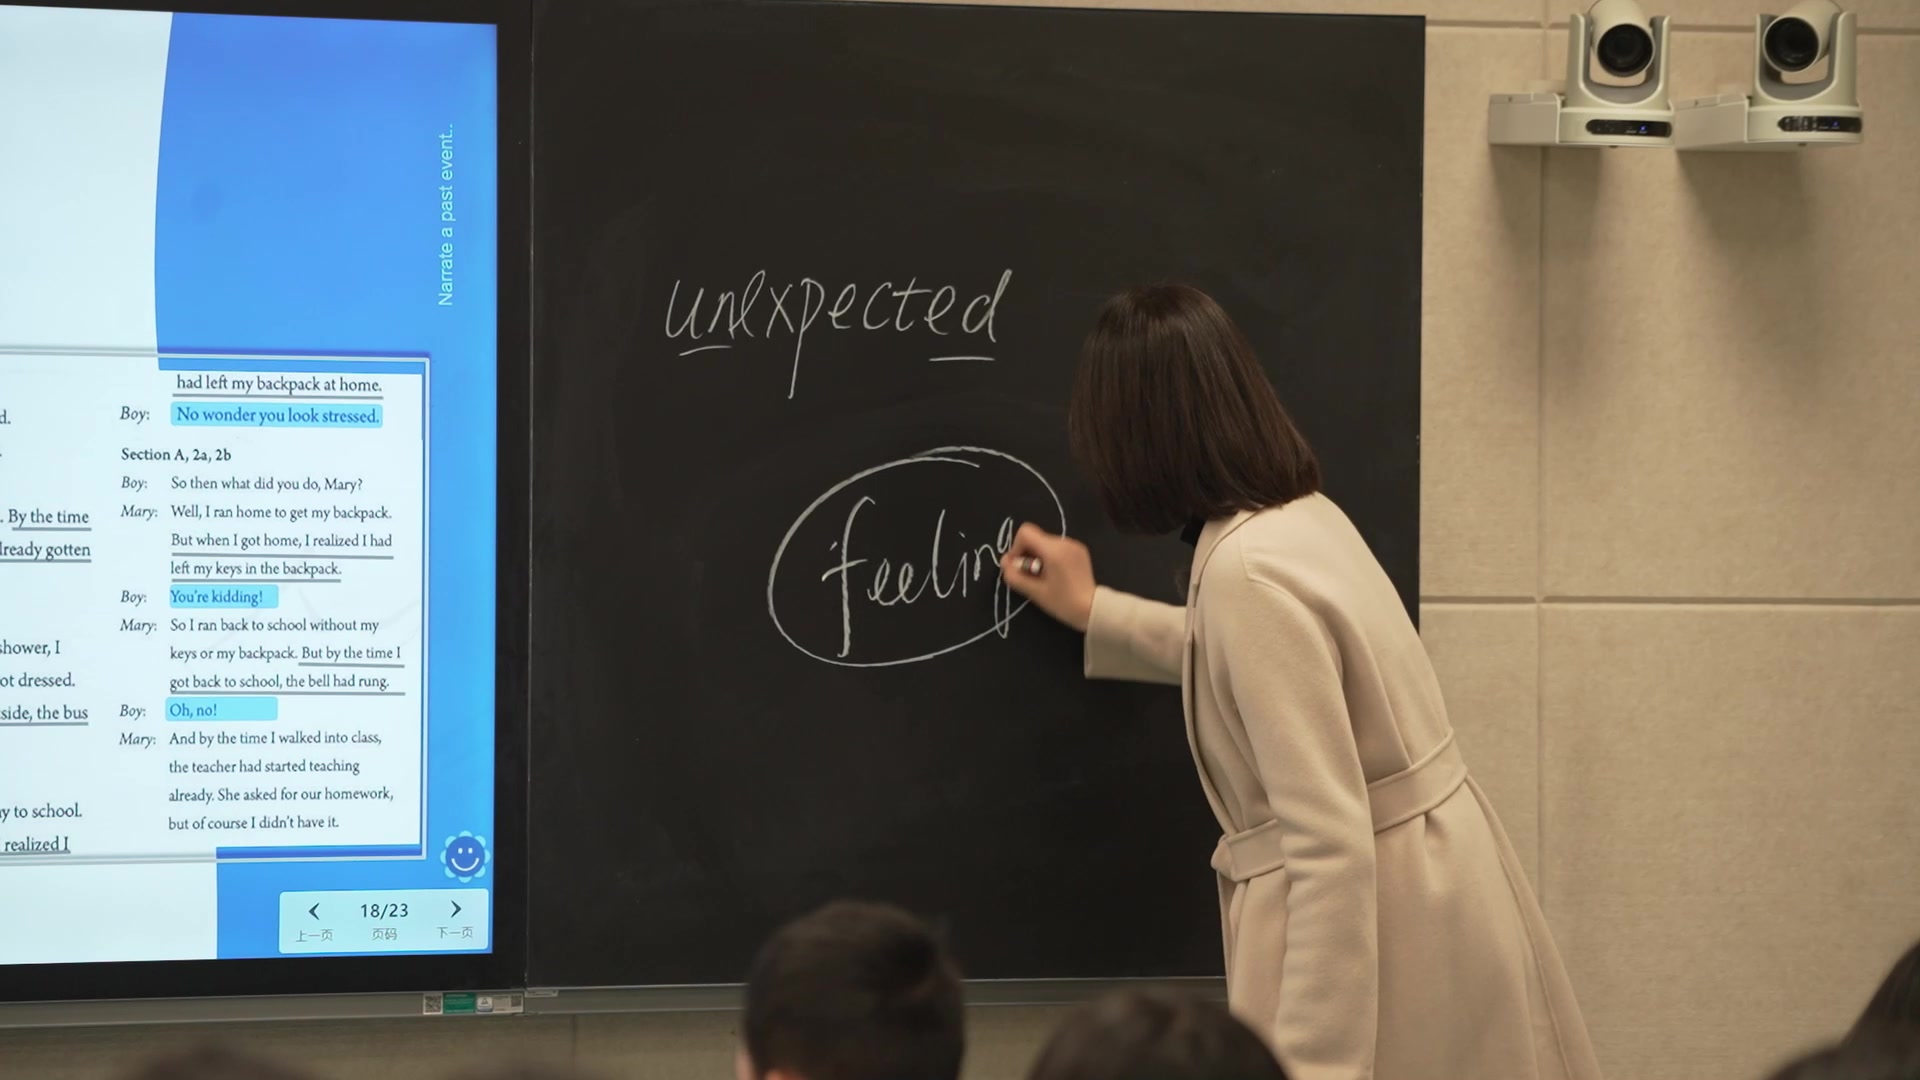 Narrate a past event..
d.
. By the time
lready gotten
shower, I
ot dressed.
side, the bus
y to school.
realized I
had left my backpack at home.
Boy: No wonder you look stressed.
Section A, 2a, 2b
Boy: So then what did you do, Mary?
Mary: Well, I ran home to get my backpack.
But when I got home, I realized I had
left my keys in the backpack.
Boy: You're kidding!
Mary: So I ran back to school without my
keys or my backpack. But by the time I
got back to school, the bell had rung.
Boy: Oh, no!
Mary: And by the time I walked into class,
the teacher had started teaching
already. She asked for our homework,
but of course I didn't have it.
18/23
上一页 页码 下一页
unexpected
feeling